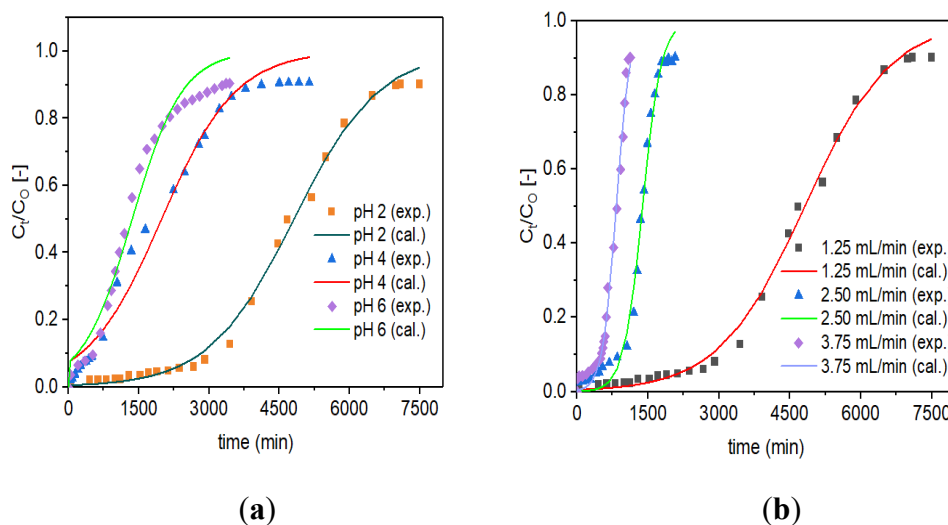 (a)
1.0
0.8
0.6
0.4
0.2
0.0
Ct/CO [-]
pH 2 (exp.)
pH 2 (cal.)
pH 4 (exp.)
pH 4 (cal.)
pH 6 (exp.)
pH 6 (cal.)
0 1500 3000 4500 6000 7500
time (min)
(a)
(b)
1.0
0.8
0.6
0.4
0.2
0.0
Ct/CO [-]
1.25 mL/min (exp.
1.25 mL/min (cal.)
2.50 mL/min (exp.
2.50 mL/min (cal.)
3.75 mL/min (exp.
3.75 mL/min (cal.)
0 1500 3000 4500 6000 7500
time (min)
(b)